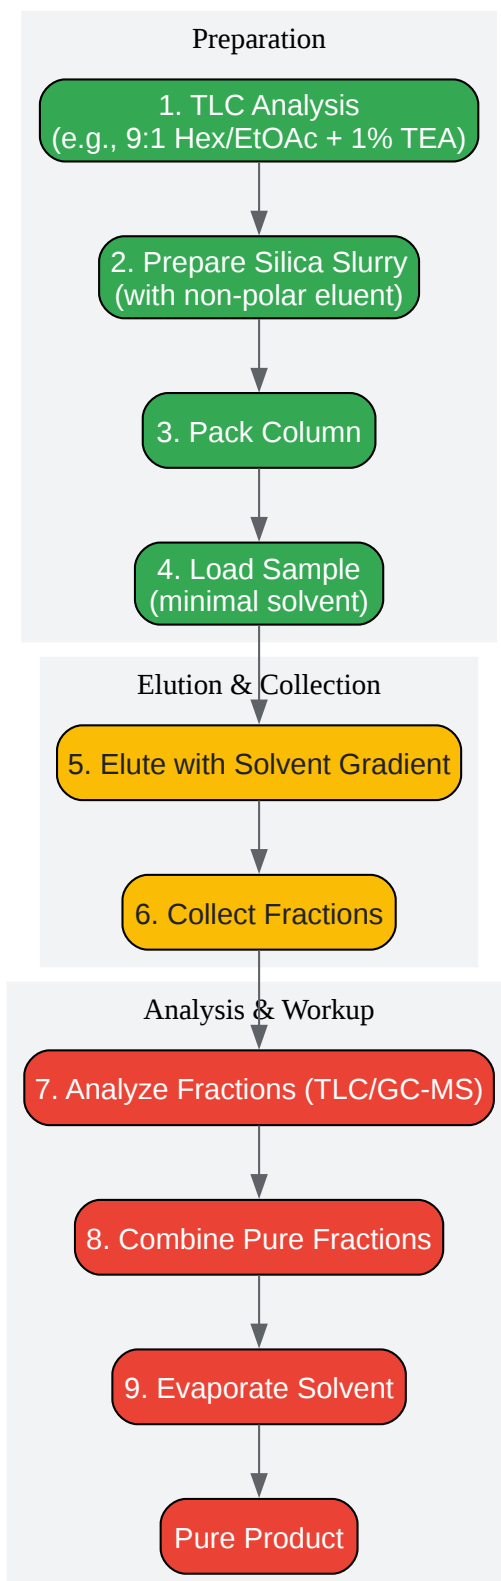 Preparation
1. TLC Analysis
(e.g., 9:1 Hex/EtOAc + 1% TEA)
2. Prepare Silica Slurry
(with non-polar eluent)
3. Pack Column
4. Load Sample
(minimal solvent)
Elution & Collection
5. Elute with Solvent Gradient
6. Collect Fractions
Analysis & Workup
7. Analyze Fractions (TLC/GC-MS)
8. Combine Pure Fractions
9. Evaporate Solvent
Pure Product